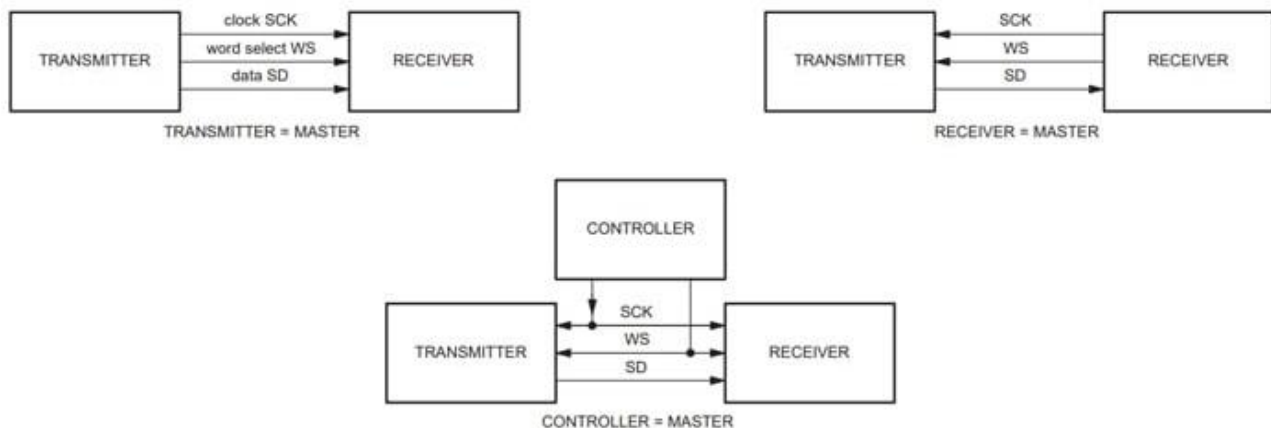 clock SCK
TRANSMITTER
word select WS
RECEIVER
data SD
TRANSMITTER = MASTER
SCK
TRANSMITTER
WS
RECEIVER
SD
RECEIVER = MASTER
CONTROLLER
SCK
TRANSMITTER
WS
RECEIVER
SD
CONTROLLER = MASTER